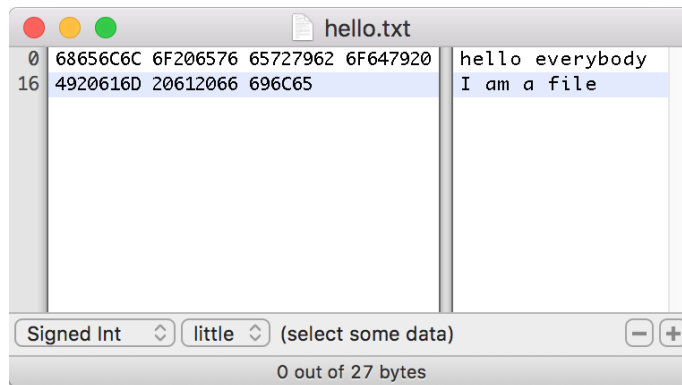 hello.txt
0 68656C6C 6F206576 65727962 6F647920 hello everybody
16 4920616D 20612066 696C65 I am a file
Signed Int little (select some data) − +
0 out of 27 bytes